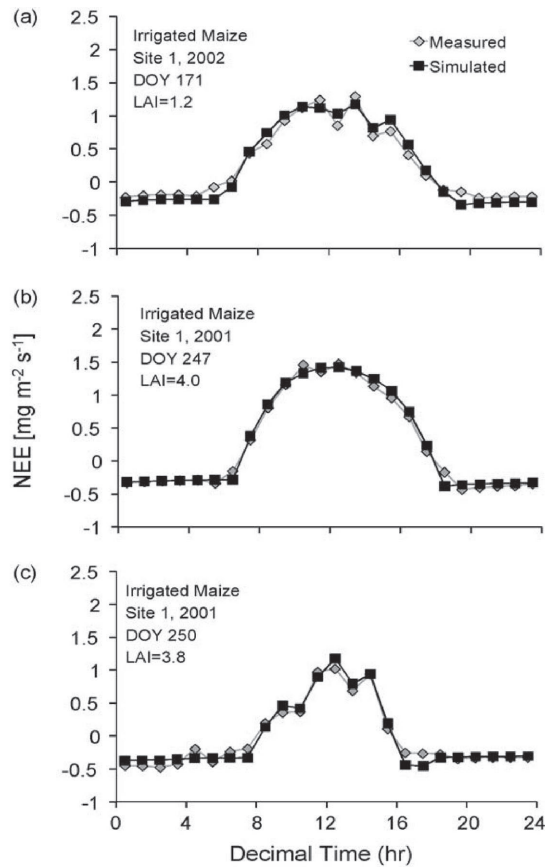 (a)
Irrigated Maize
Site 1, 2002
DOY 171
LAI=1.2
Measured
Simulated
2.5
2
1.5
1
0.5
0
-0.5
-1
(b)
Irrigated Maize
Site 1, 2001
DOY 247
LAI=4.0
2.5
2
1.5
1
0.5
0
-0.5
-1
NEE [mg m⁻² s⁻¹]
(c)
Irrigated Maize
Site 1, 2001
DOY 250
LAI=3.8
2.5
2
1.5
1
0.5
0
-0.5
-1
0 4 8 12 16 20 24
Decimal Time (hr)